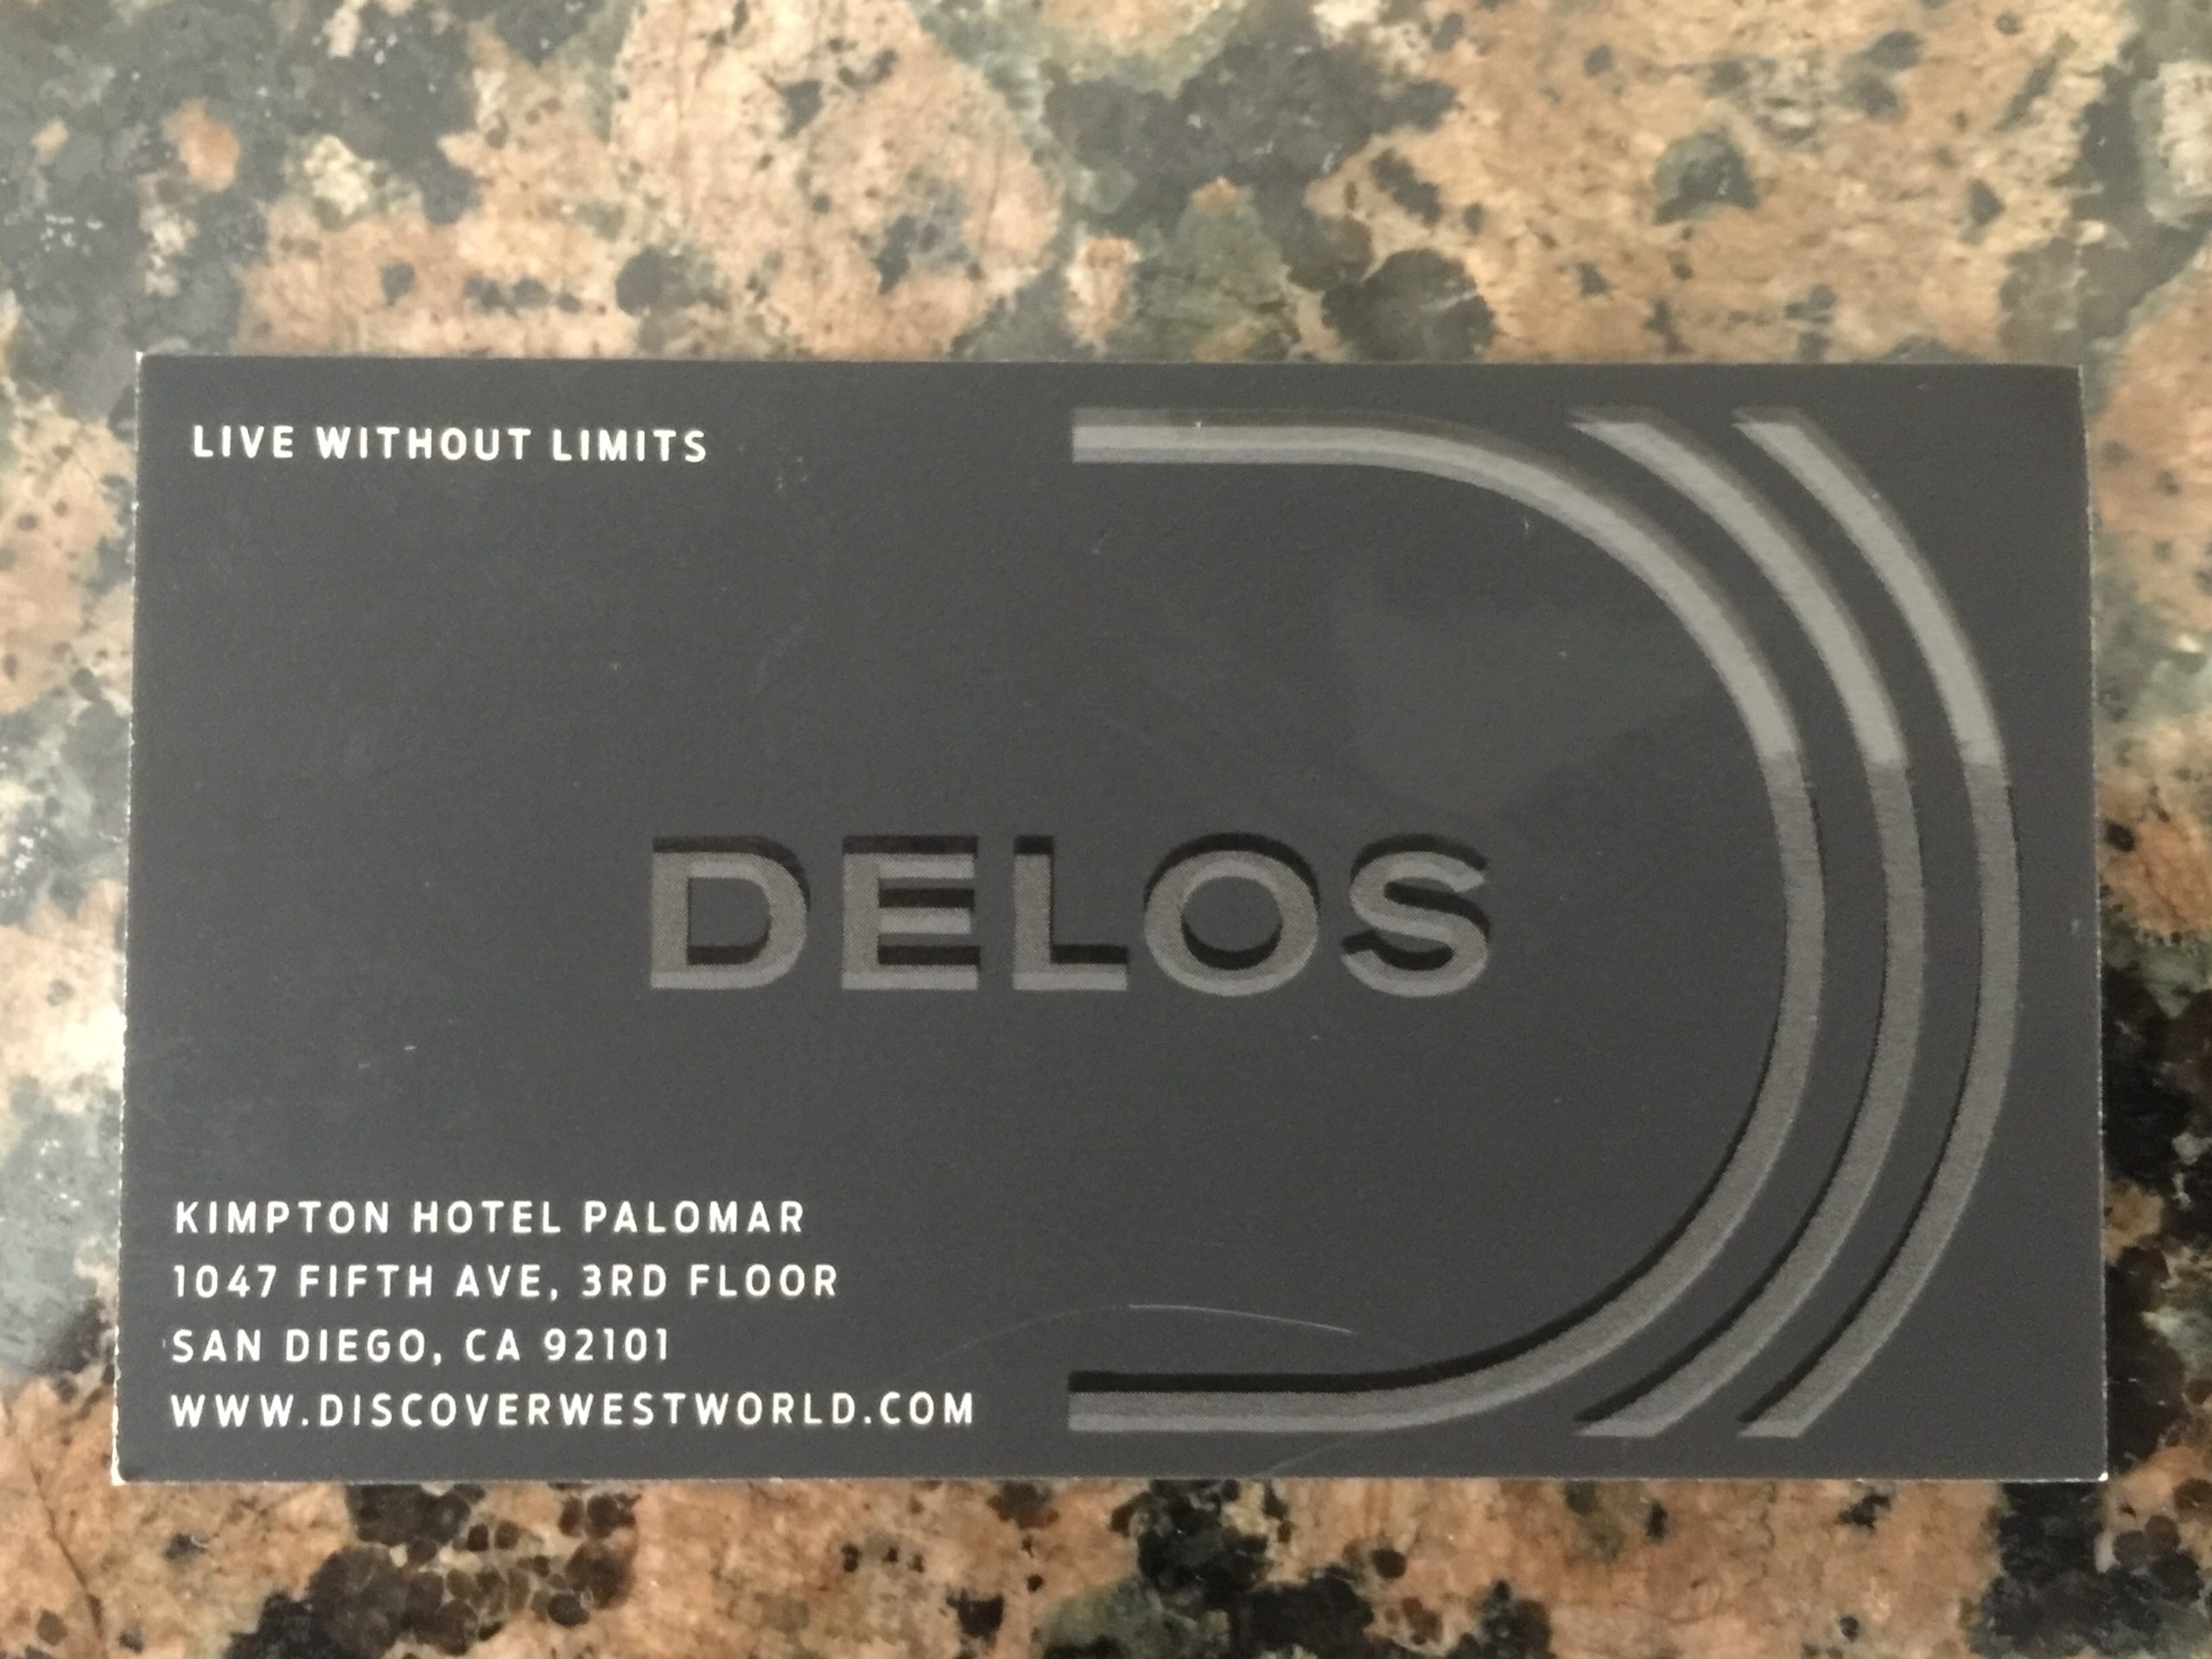 LIVE WITHOUT LIMITS
DELOS
KIMPTON HOTEL PALOMAR
1047 FIFTH AVE, 3RD FLOOR
SAN DIEGO, CA 92101
WWW.DISCOVERWESTWORLD.COM